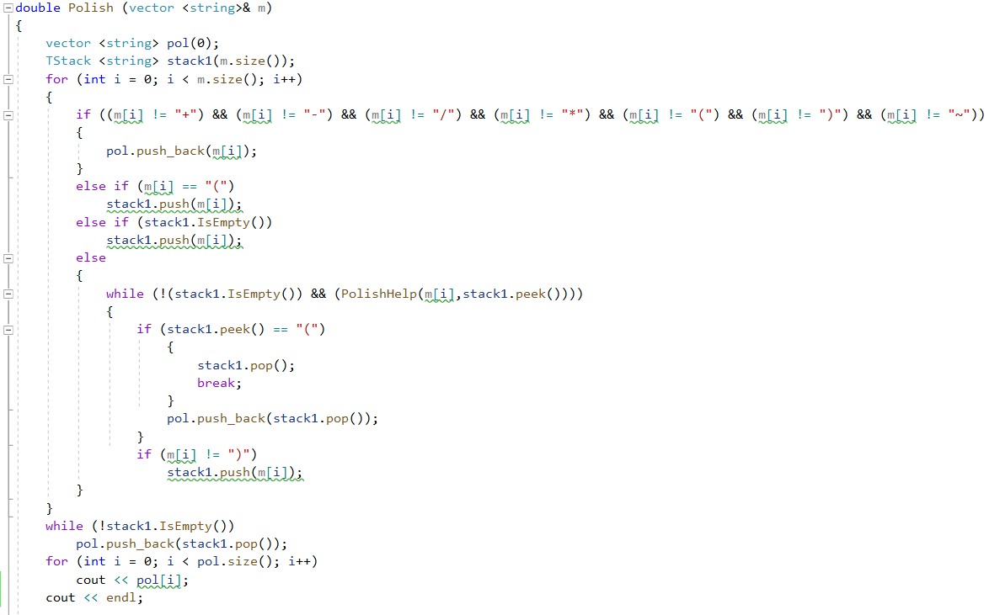 double Polish (vector <string>& m)
{
    vector <string> pol(0);
    TStack <string> stack1(m.size());
    for (int i = 0; i < m.size(); i++)
    {
        if ((m[i] != "+") && (m[i] != "-") && (m[i] != "/") && (m[i] != "*") && (m[i] != "(") && (m[i] != ")") && (m[i] != "~"))
        {
            pol.push_back(m[i]);
        }
        else if (m[i] == "(")
            stack1.push(m[i]);
        else if (stack1.IsEmpty())
            stack1.push(m[i]);
        else
        {
            while (!(stack1.IsEmpty()) && (PolishHelp(m[i],stack1.peek())))
            {
                if (stack1.peek() == "(")
                    {
                        stack1.pop();
                        break;
                    }
                    pol.push_back(stack1.pop());
                }
                if (m[i] != ")")
                    stack1.push(m[i]);
        }
    }
    while (!stack1.IsEmpty())
        pol.push_back(stack1.pop());
    for (int i = 0; i < pol.size(); i++)
        cout << pol[i];
    cout << endl;